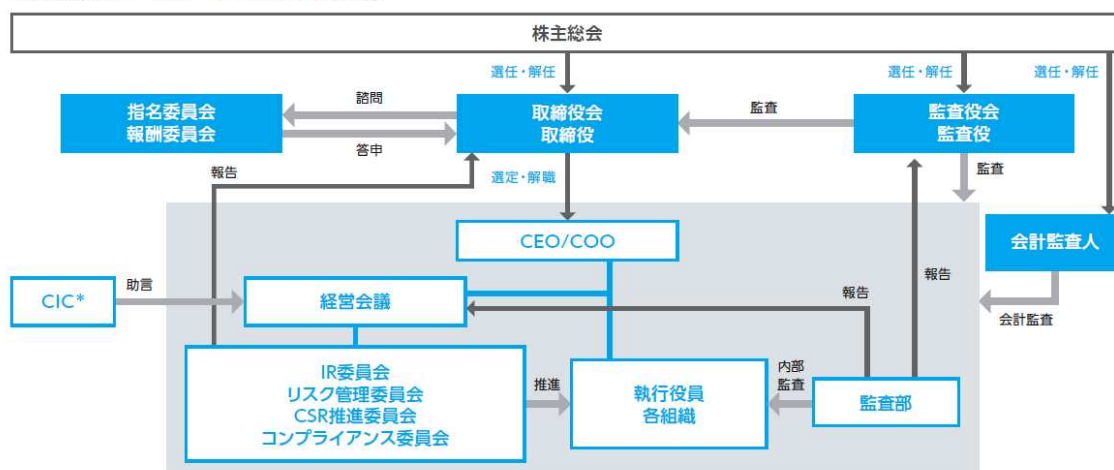 株主総会
選任・解任
選任・解任
選任・解任
指名委員会
報酬委員会
諮問
答申
取締役会
取締役
監査
監査役会
監査役
報告
選定・解職
監査
CEO/COO
会計監査人
CIC*
助言
経営会議
報告
報告
会計監査
IR委員会
リスク管理委員会
CSR推進委員会
コンプライアンス委員会
推進
執行役員
各組織
内部
監査
監査部